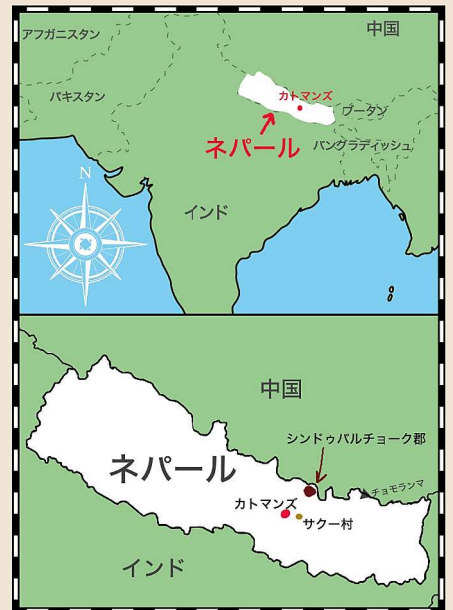 アフガニスタン
中国
パキスタン
カトマンズ
ブータン
ネパール
バングラディッシュ
N
インド
中国
シンドゥパルチョーク郡
ネパール
チョモランマ
カトマンズ
サクー村
インド